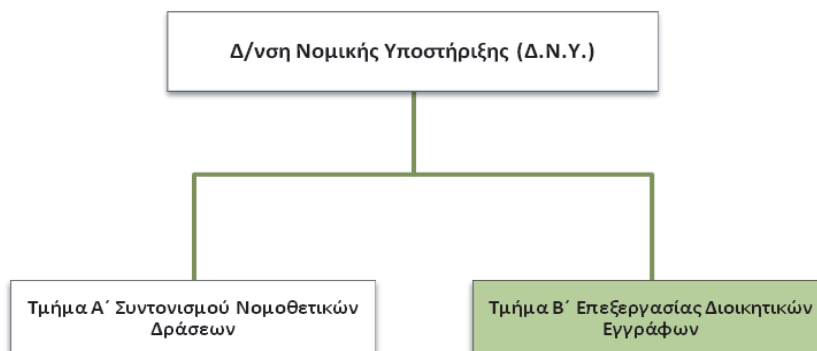 Δ/νση Νομικής Υποστήριξης (Δ.Ν.Υ.)
Τμήμα Α΄ Συντονισμού Νομοθετικών
Δράσεων
Τμήμα Β΄ Επεξεργασίας Διοικητικών
Εγγράφων